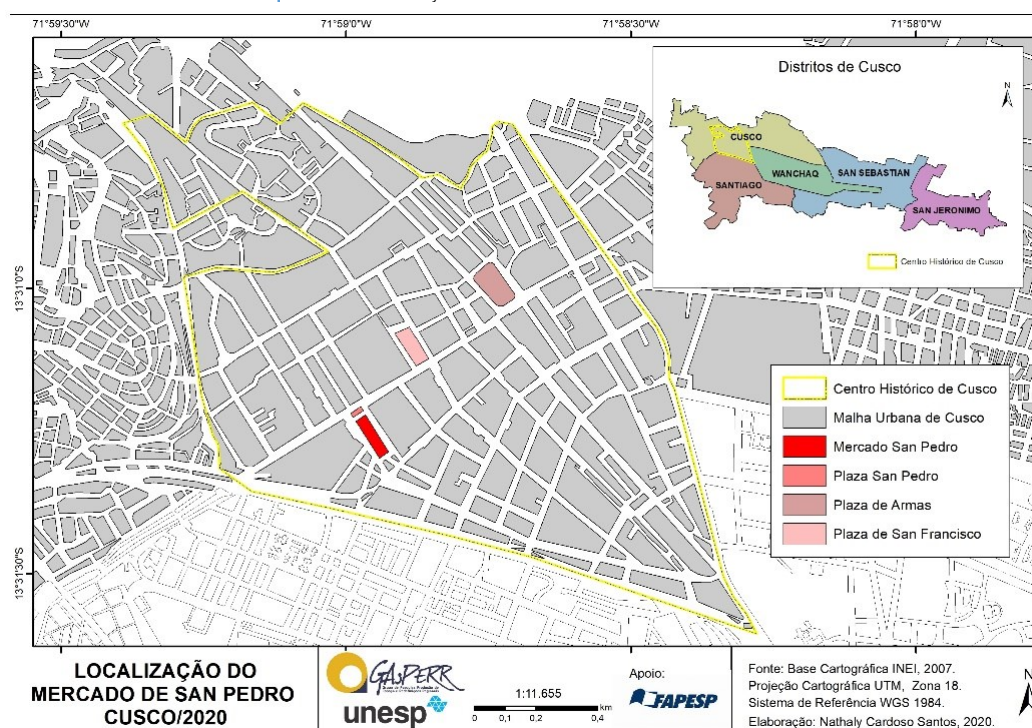 71°59'30"W 71°59'0"W 71°58'30"W 71°58'0"W
13°31'0"S
13°31'30"S
Distritos de Cusco
N
CUSCO
WANCHAQ
SAN SEBASTIAN
SANTIAGO
SAN JERONIMO
Centro Histórico de Cusco
Centro Histórico de Cusco
Malha Urbana de Cusco
Mercado San Pedro
Plaza San Pedro
Plaza de Armas
Plaza de San Francisco
LOCALIZAÇÃO DO
MERCADO DE SAN PEDRO
CUSCO/2020
GASPERR
unesp
1:11.655
km
0 0,1 0,2 0,4
Apoio:
FAPESP
Fonte: Base Cartográfica INEI, 2007.
Projeção Cartográfica UTM, Zona 18.
Sistema de Referência WGS 1984.
Elaboração: Nathaly Cardoso Santos, 2020.
N